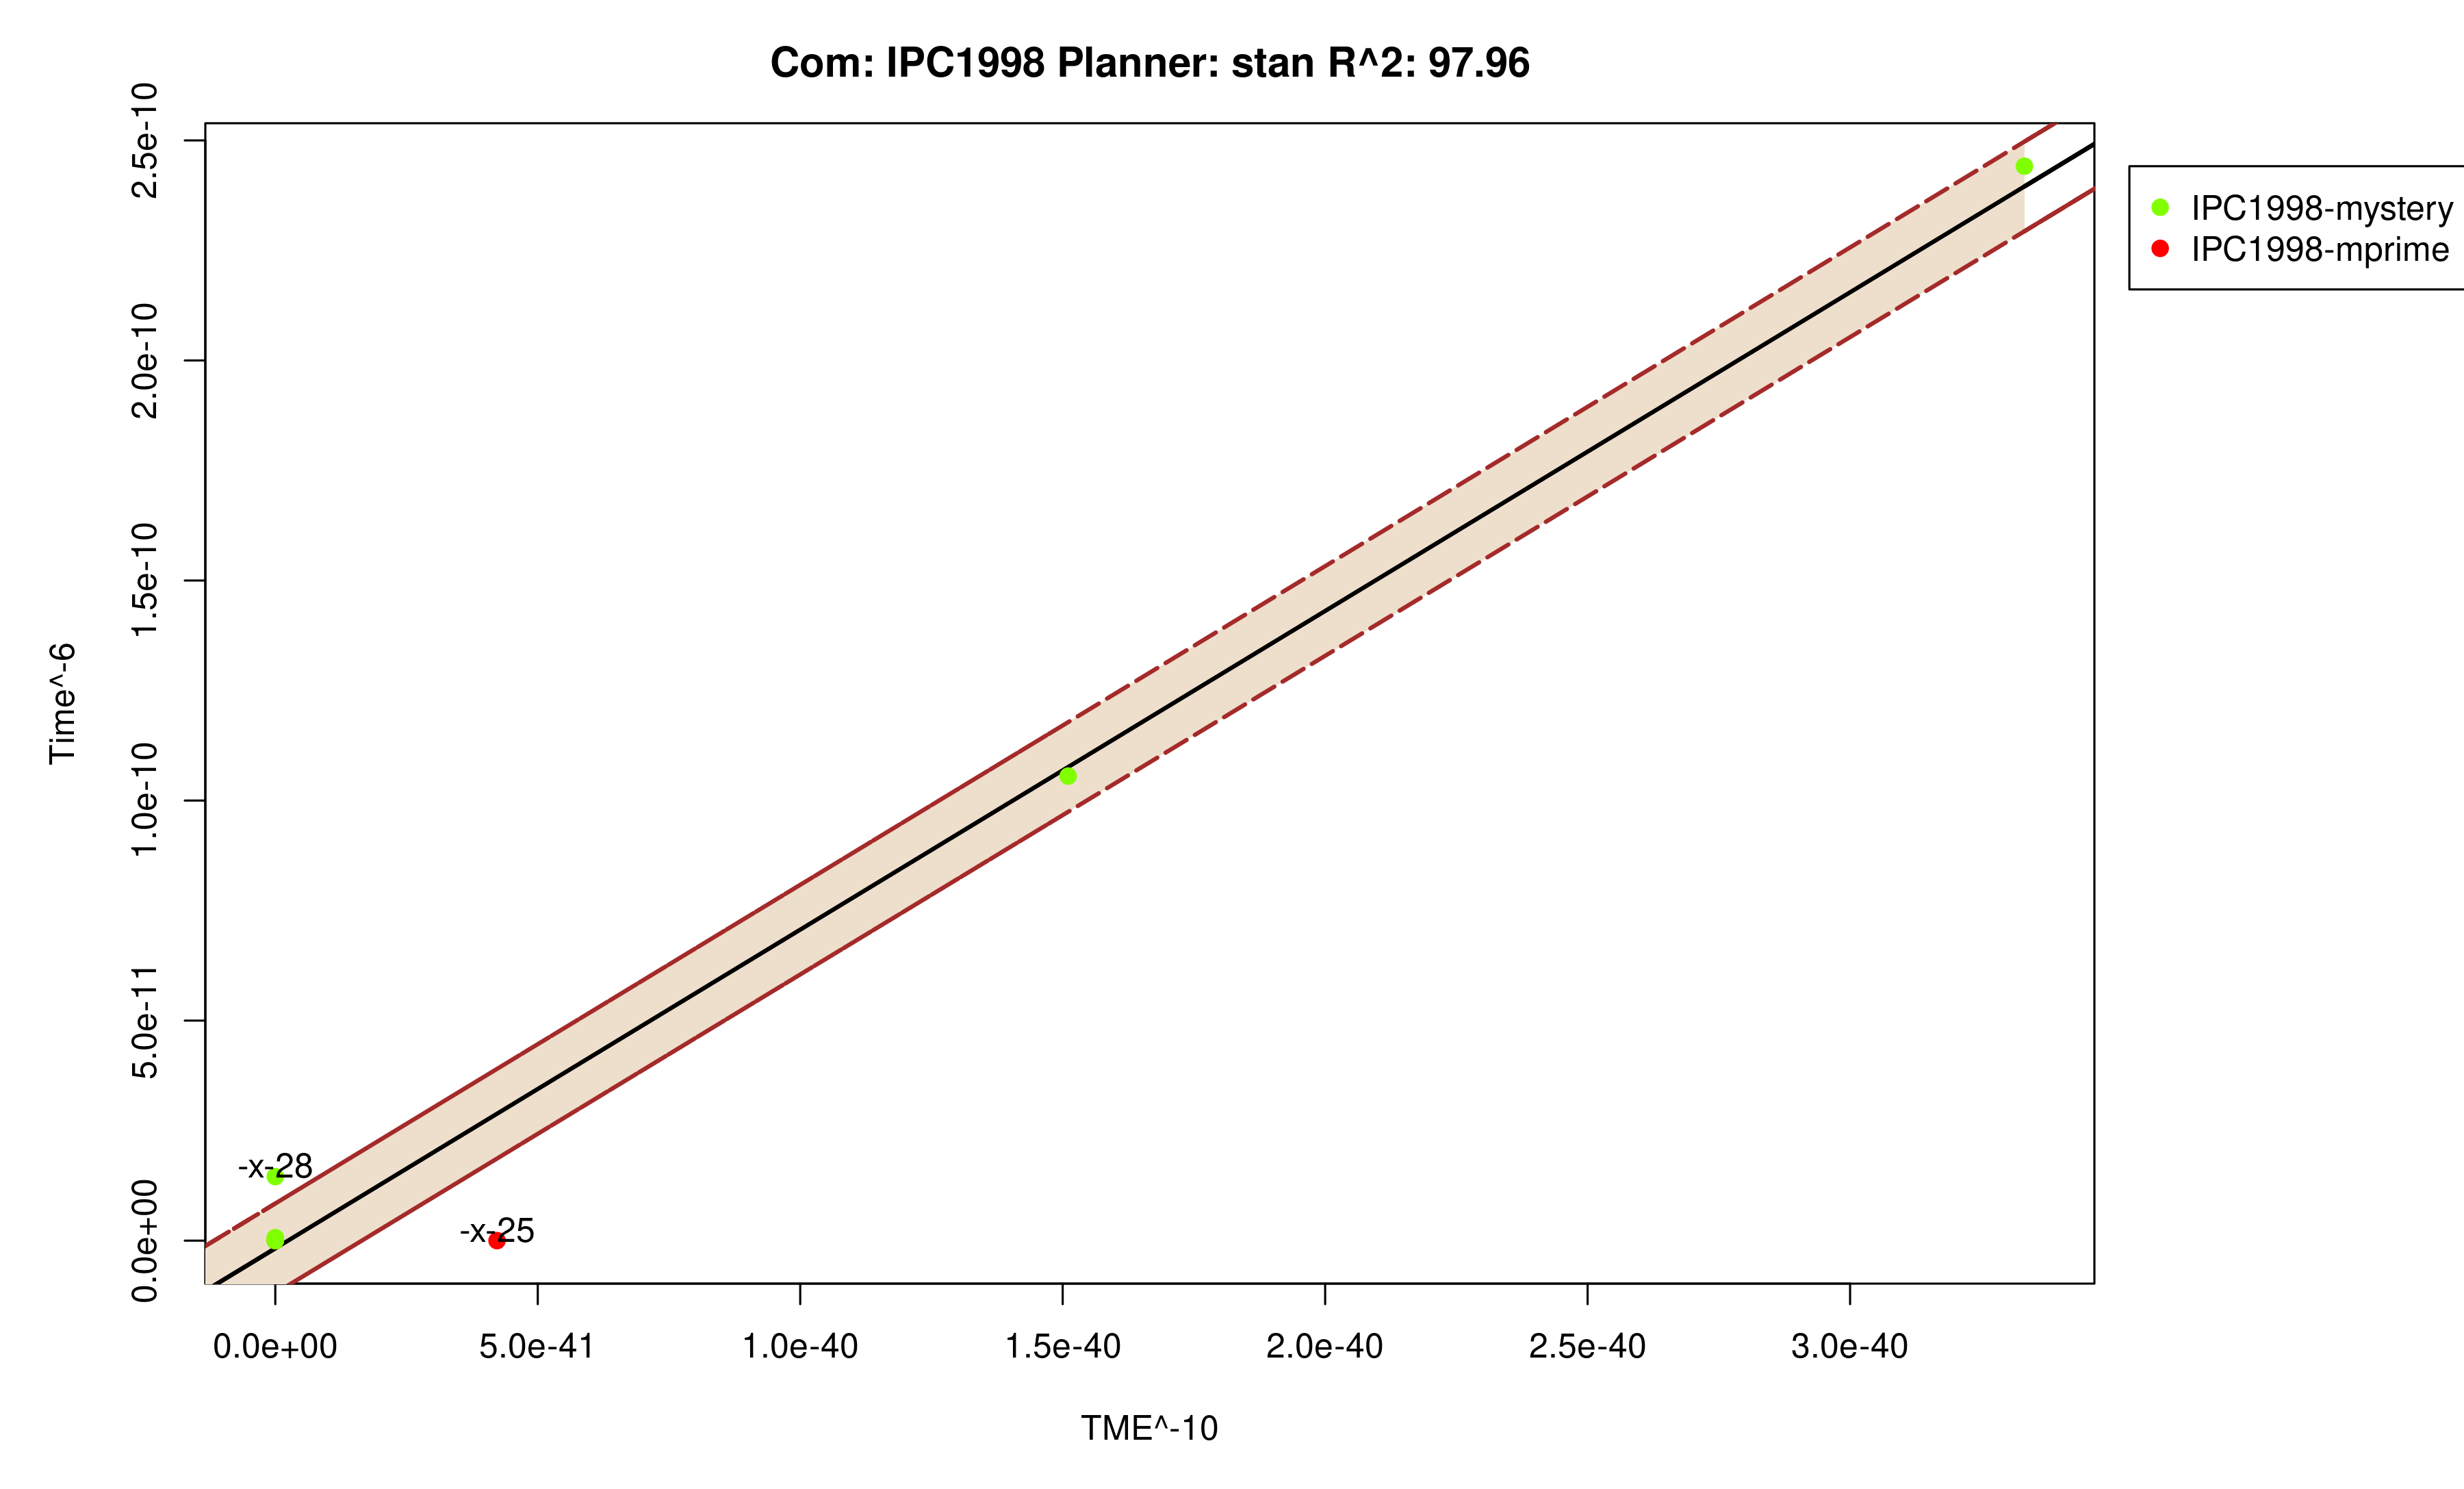 Com: IPC1998 Planner: stan R^2: 97.96
2.5e-10
2.0e-10
1.5e-10
1.0e-10
5.0e-11
0.0e+00
Time^-6
IPC1998-mystery
IPC1998-mprime
-x-28
-x-25
0.0e+00 5.0e-41 1.0e-40 1.5e-40 2.0e-40 2.5e-40 3.0e-40
TME^-10